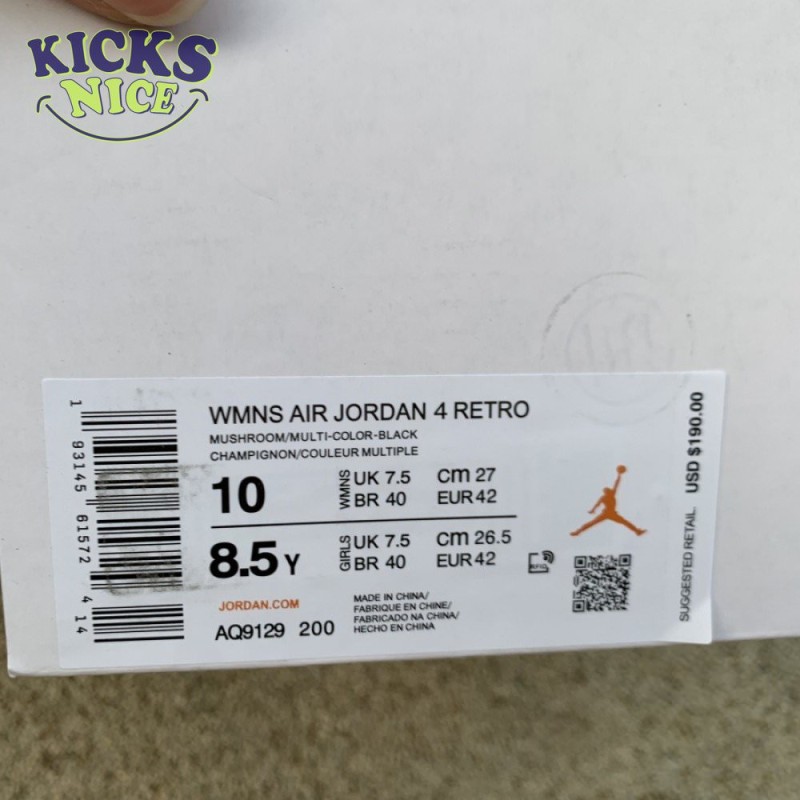 KICKS
NICE
WMNS AIR JORDAN 4 RETRO
MUSHROOM/MULTI-COLOR-BLACK
CHAMPIGNON/COULEUR MULTIPLE
10 WMNS UK 7.5 cm 27
BR 40 EUR 42
8.5 Y GIRLS UK 7.5 cm 26.5
BR 40 EUR 42
JORDAN.COM
AQ9129 200
MADE IN CHINA/
FABRIQUE EN CHINE/
FABRICADO NA CHINA/
HECHO EN CHINA
1 93145 61572 4 14
SUGGESTED RETAIL. USD $190.00